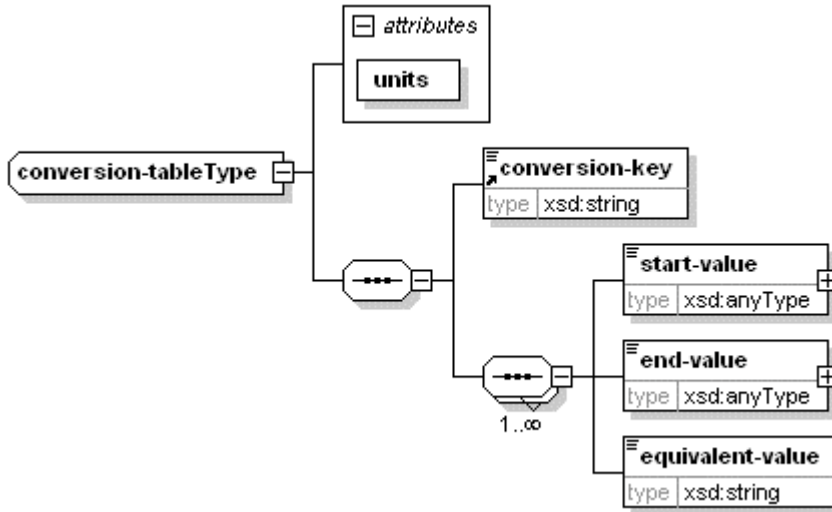 attributes
units
conversion-tableType
conversion-key
type xsd:string
start-value
type xsd:anyType
end-value
type xsd:anyType
1..∞
equivalent-value
type xsd:string